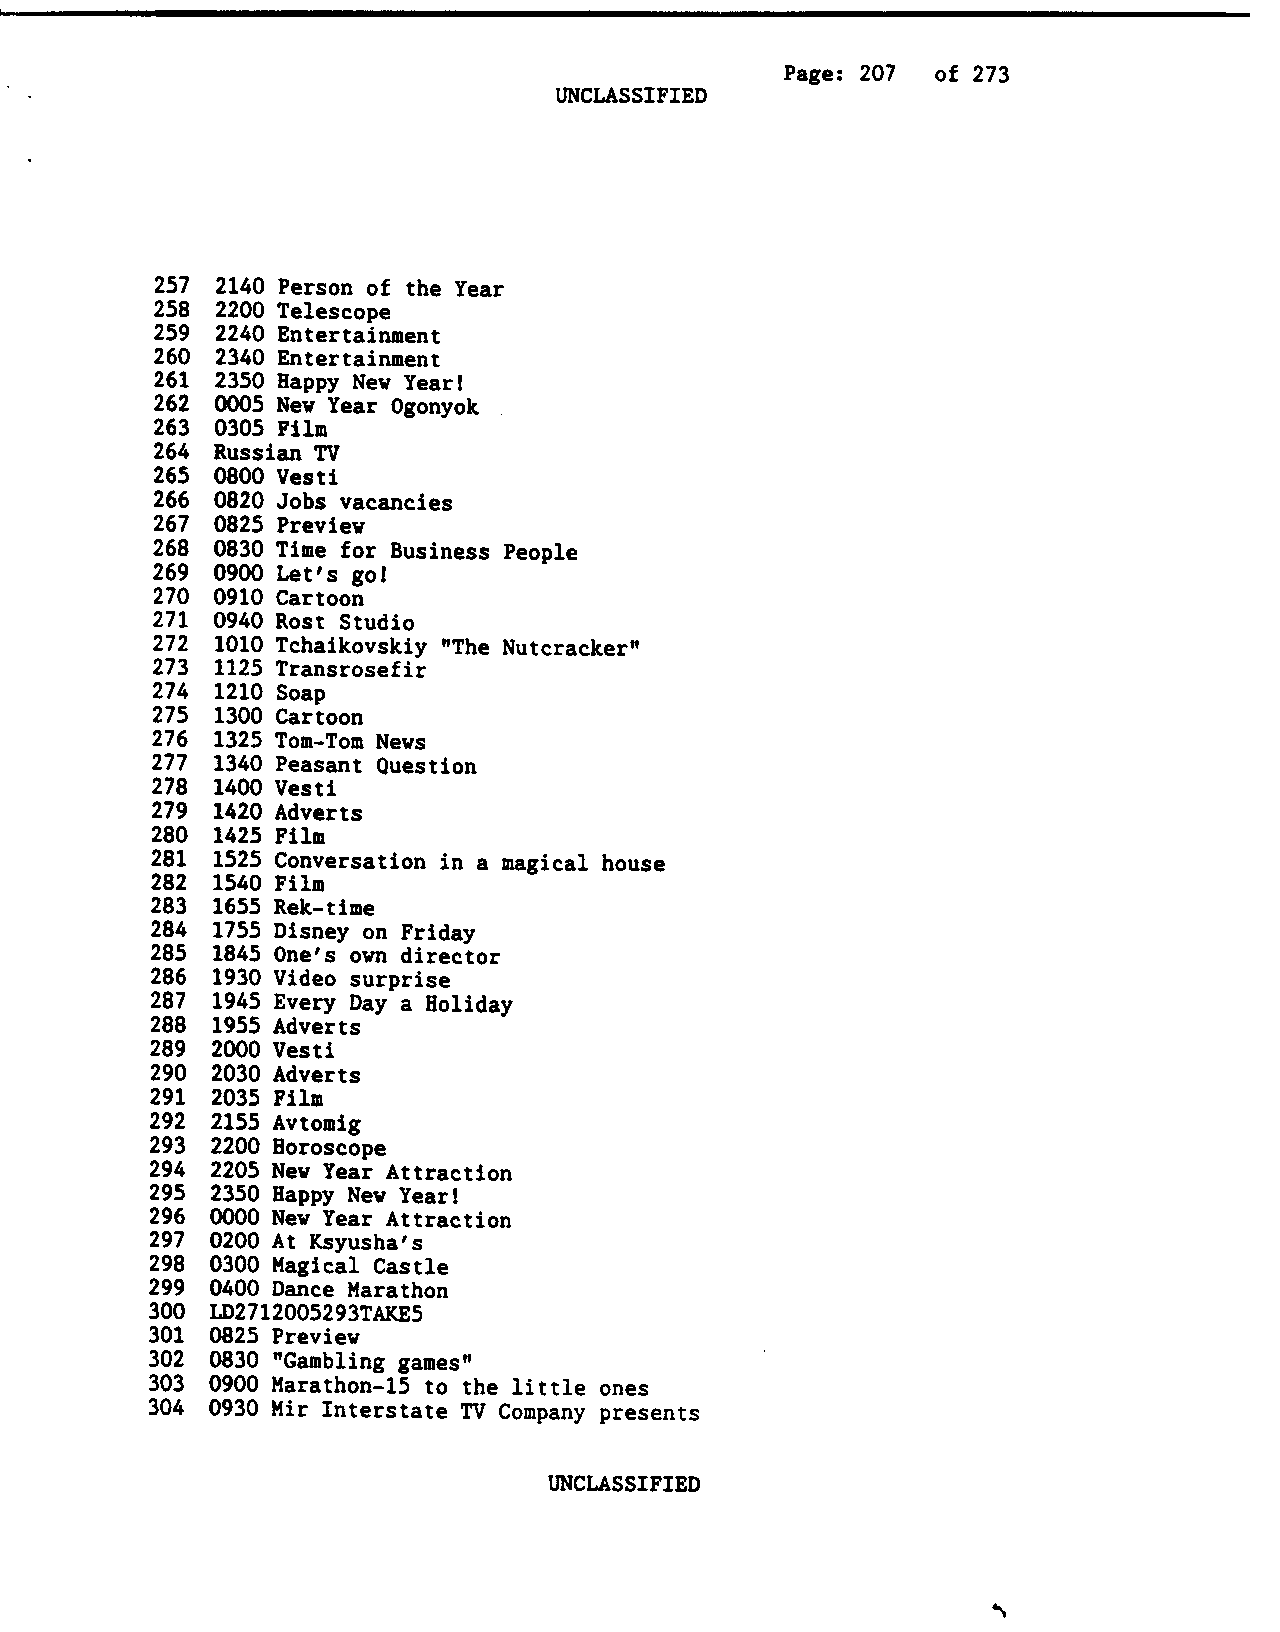 Page: 207 of 273
UNCLASSIFIED
257 2140 Person of the Year
258 2200 Telescope
259 2240 Entertainment
260 2340 Entertainment
261 2350 Happy New Year!
262 0005 New Year Ogonyok
263 0305 Film
264 Russian TV
265 0800 Vesti
266 0820 Jobs vacancies
267 0825 Preview
268 0830 Time for Business People
269 0900 Let's go!
270 0910 Cartoon
271 0940 Rost Studio
272 1010 Tchaikovskiy "The Nutcracker"
273 1125 Transrosefir
274 1210 Soap
275 1300 Cartoon
276 1325 Tom-Tom News
277 1340 Peasant Question
278 1400 Vesti
279 1420 Adverts
280 1425 Film
281 1525 Conversation in a magical house
282 1540 Film
283 1655 Rek-time
284 1755 Disney on Friday
285 1845 One's own director
286 1930 Video surprise
287 1945 Every Day a Holiday
288 1955 Adverts
289 2000 Vesti
290 2030 Adverts
291 2035 Film
292 2155 Avtomig
293 2200 Horoscope
294 2205 New Year Attraction
295 2350 Happy New Year!
296 0000 New Year Attraction
297 0200 At Ksyusha's
298 0300 Magical Castle
299 0400 Dance Marathon
300 LD2712005293TAKE5
301 0825 Preview
302 0830 "Gambling games"
303 0900 Marathon-15 to the little ones
304 0930 Mir Interstate TV Company presents
UNCLASSIFIED